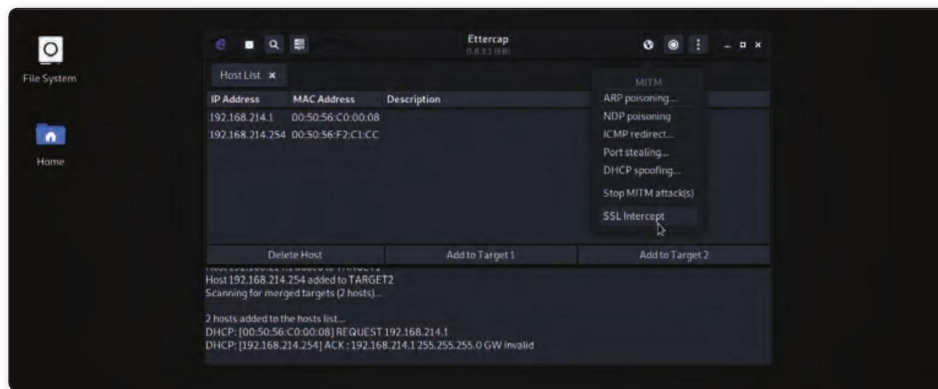 Ettercap
0.8.3.1 (EB)
File System
Home
Host List ×
IP Address MAC Address Description
192.168.214.1 00:50:56:C0:00:08
192.168.214.254 00:50:56:F2:C1:CC
MITM
ARP poisoning...
NDP poisoning
ICMP redirect...
Port stealing...
DHCP spoofing...
Stop MITM attack(s)
SSL Intercept
Delete Host Add to Target 1 Add to Target 2
Host 192.168.214.254 added to TARGET2
Scanning for merged targets (2 hosts)...
2 hosts added to the hosts list...
DHCP: [00:50:56:C0:00:08] REQUEST 192.168.214.1
DHCP: [192.168.214.254] ACK : 192.168.214.1 255.255.255.0 GW invalid